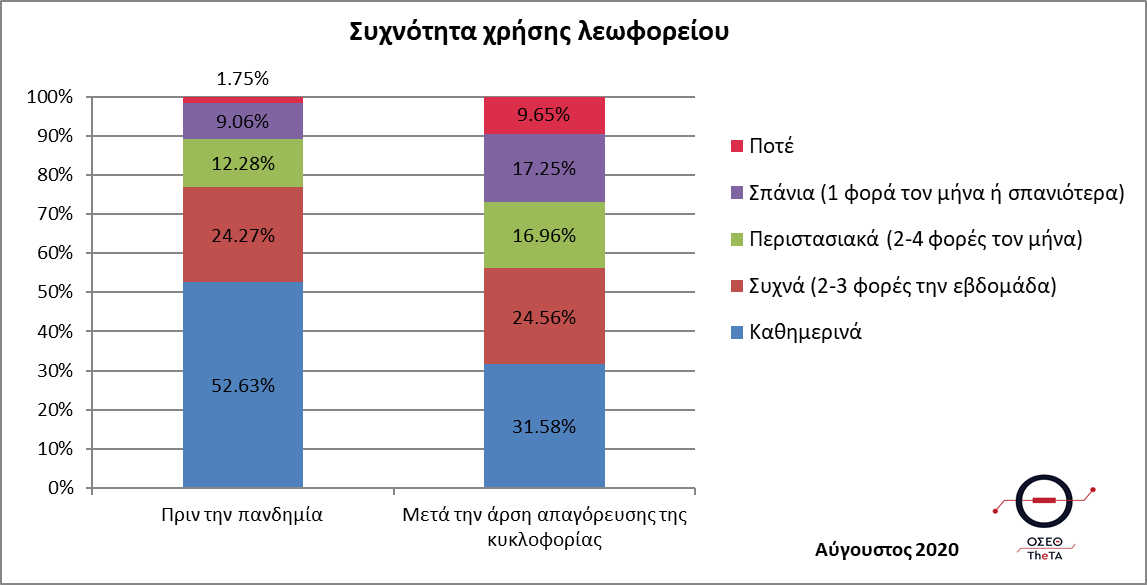 Συχνότητα χρήσης λεωφορείου
1.75%
100%
90%
80%
70%
60%
50%
40%
30%
20%
10%
0%
9.06%
12.28%
24.27%
52.63%
9.65%
17.25%
16.96%
24.56%
31.58%
Πριν την πανδημία
Μετά την άρση απαγόρευσης της
κυκλοφορίας
Ποτέ
Σπάνια (1 φορά τον μήνα ή σπανιότερα)
Περιστασιακά (2-4 φορές τον μήνα)
Συχνά (2-3 φορές την εβδομάδα)
Καθημερινά
Αύγουστος 2020
ΟΣΕΘ
TheTA